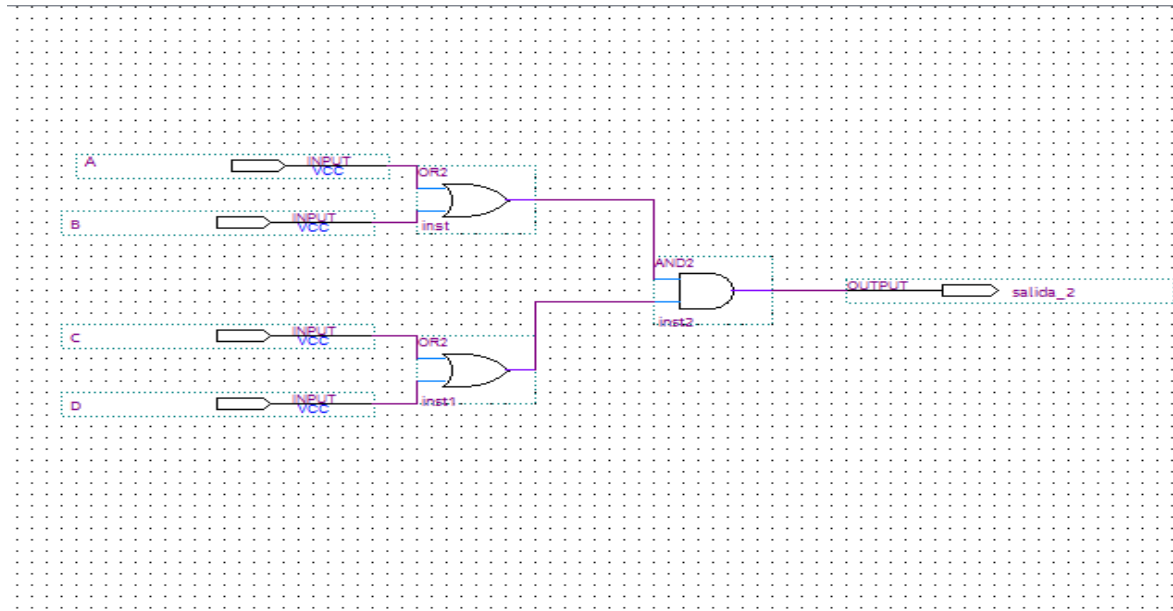 A
INPUT
VCC
OR2
B
INPUT
VCC
inst
AND2
OUTPUT
salida_2
inst2
C
INPUT
VCC
OR2
D
INPUT
VCC
inst1